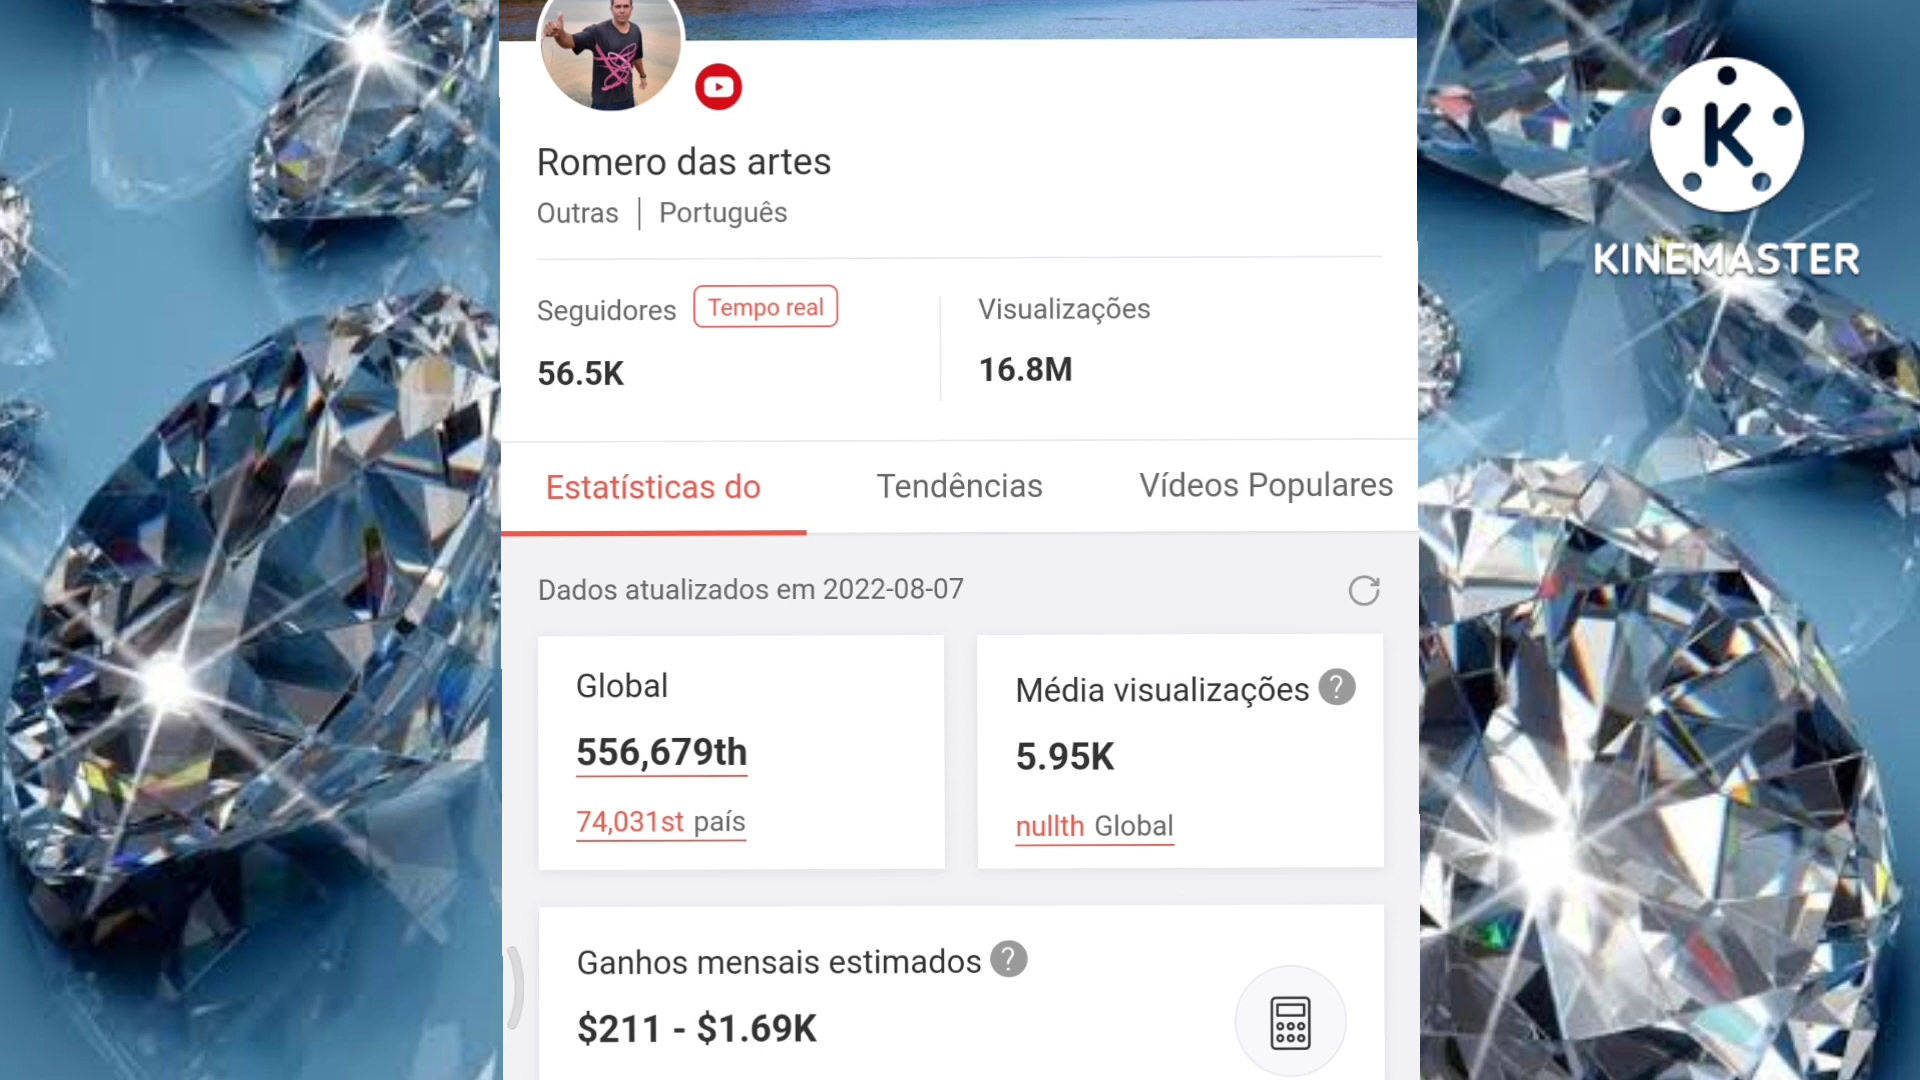 Romero das artes
Outras | Português
Seguidores Tempo real
56.5K
Visualizações
16.8M
Estatísticas do
Tendências
Vídeos Populares
Dados atualizados em 2022-08-07
Global
556,679th
74,031st país
Média visualizações ?
5.95K
nullth Global
Ganhos mensais estimados ?
$211 - $1.69K
K
KINEMASTER